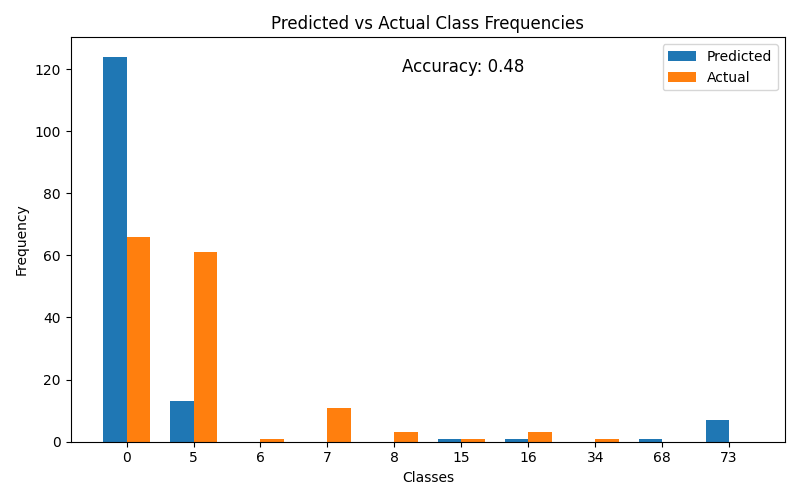 Predicted vs Actual Class Frequencies
Accuracy: 0.48
Predicted
Actual
Frequency
120
100
80
60
40
20
0
0 5 6 7 8 15 16 34 68 73
Classes